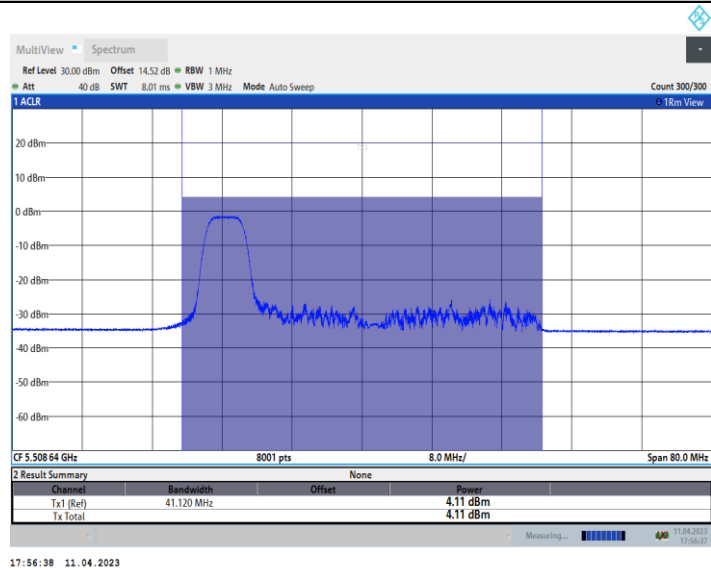 MultiView Spectrum
Ref Level 30.00 dBm Offset 14.52 dB RBW 1 MHz
Att 40 dB SWT 8.01 ms VBW 3 MHz Mode Auto Sweep Count 300/300
1 ACLR 1Rm View
20 dBm
10 dBm
0 dBm
-10 dBm
-20 dBm
-30 dBm
-40 dBm
-50 dBm
-60 dBm
CF 5.508 64 GHz 8001 pts 8.0 MHz/ Span 80.0 MHz
2 Result Summary None
Channel Bandwidth Offset Power
Tx1 (Ref) 41.120 MHz 4.11 dBm
Tx Total 4.11 dBm
Measuring... 11.04.2023
17:56:37
17:56:38 11.04.2023